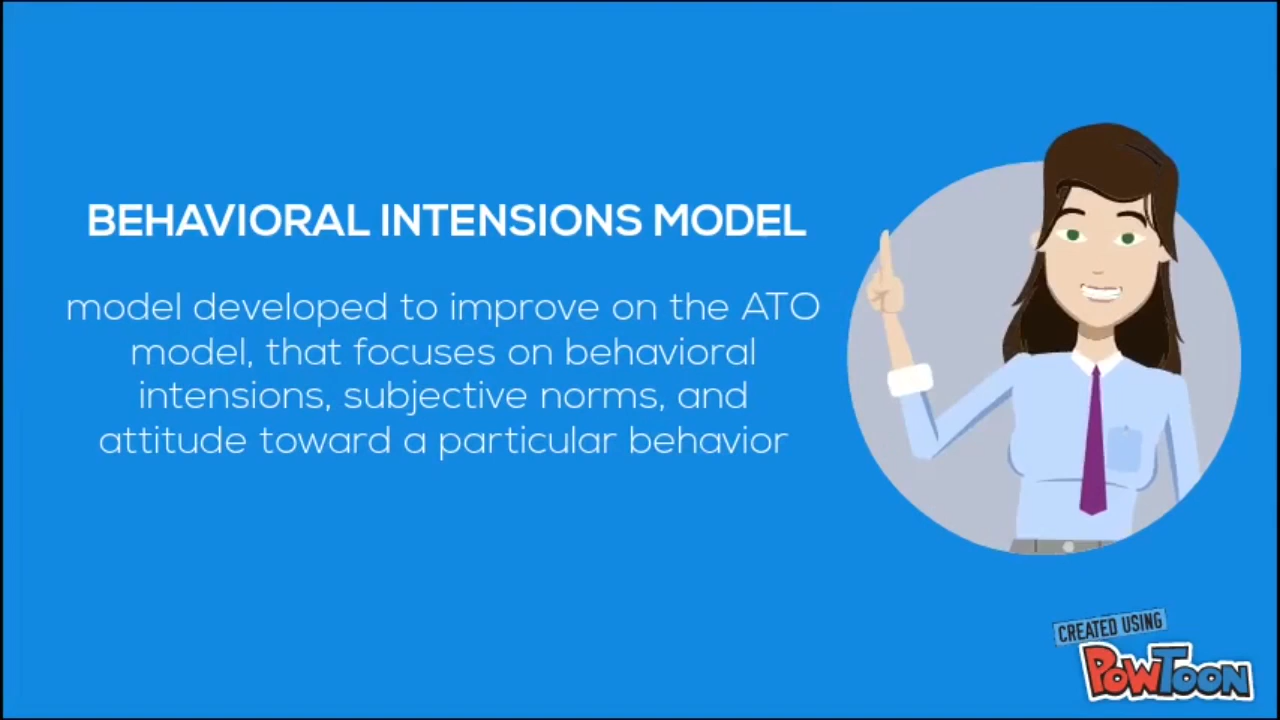 BEHAVIORAL INTENSIONS MODEL
model developed to improve on the ATO
model, that focuses on behavioral
intensions, subjective norms, and
attitude toward a particular behavior
CREATED USING
POWTOON